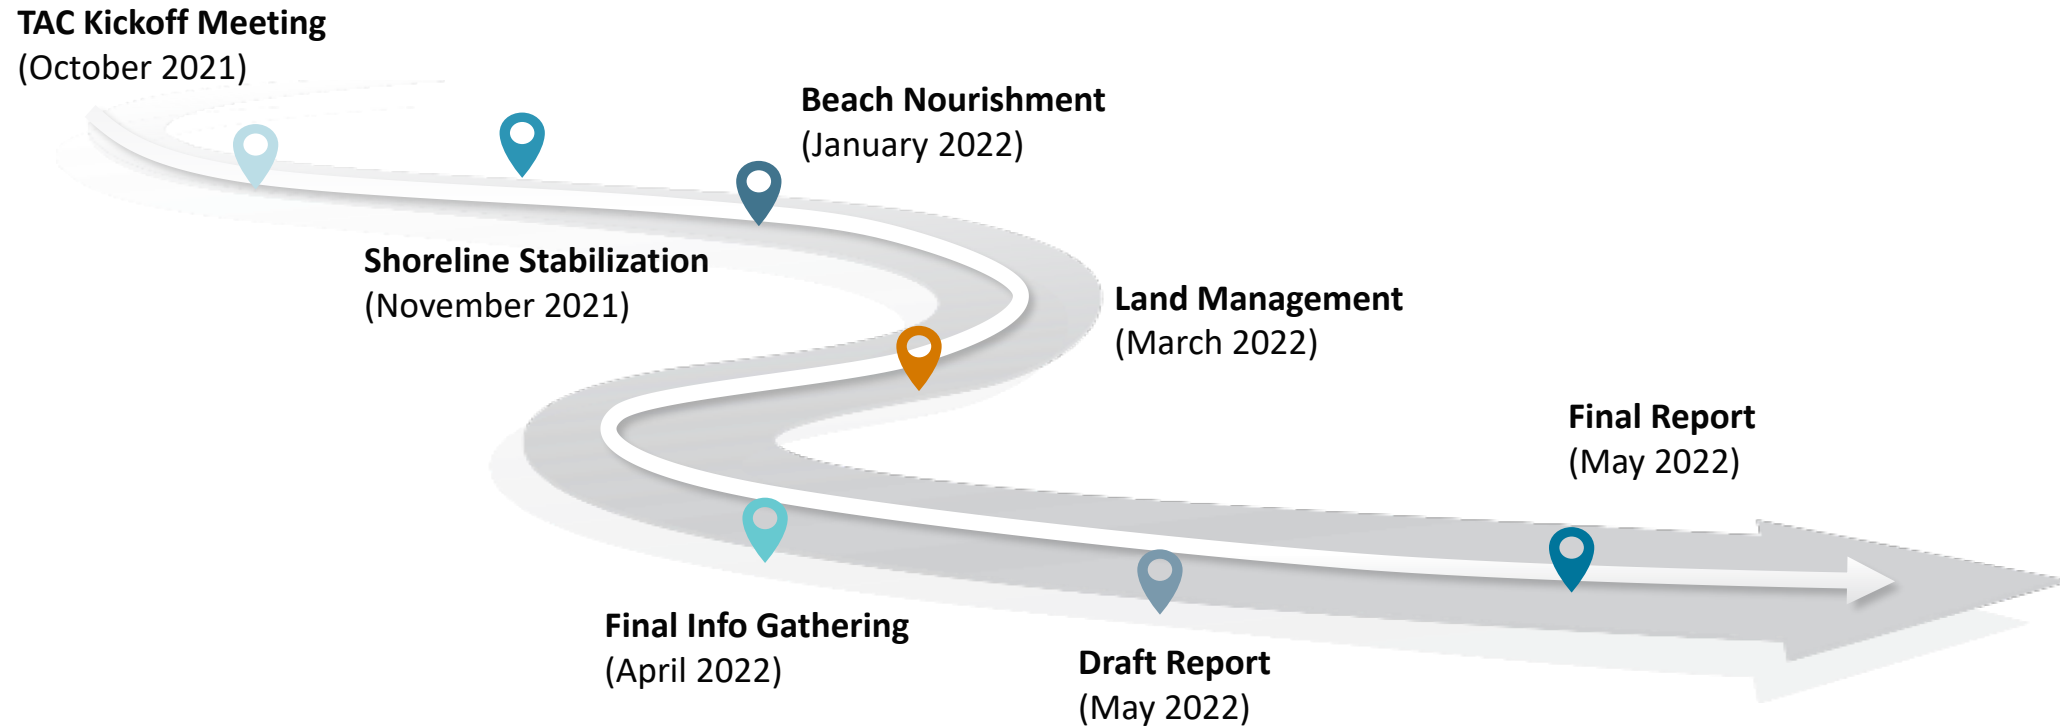 TAC Kickoff Meeting
(October 2021)
Shoreline Stabilization
(November 2021)
Beach Nourishment
(January 2022)
Land Management
(March 2022)
Final Info Gathering
(April 2022)
Draft Report
(May 2022)
Final Report
(May 2022)